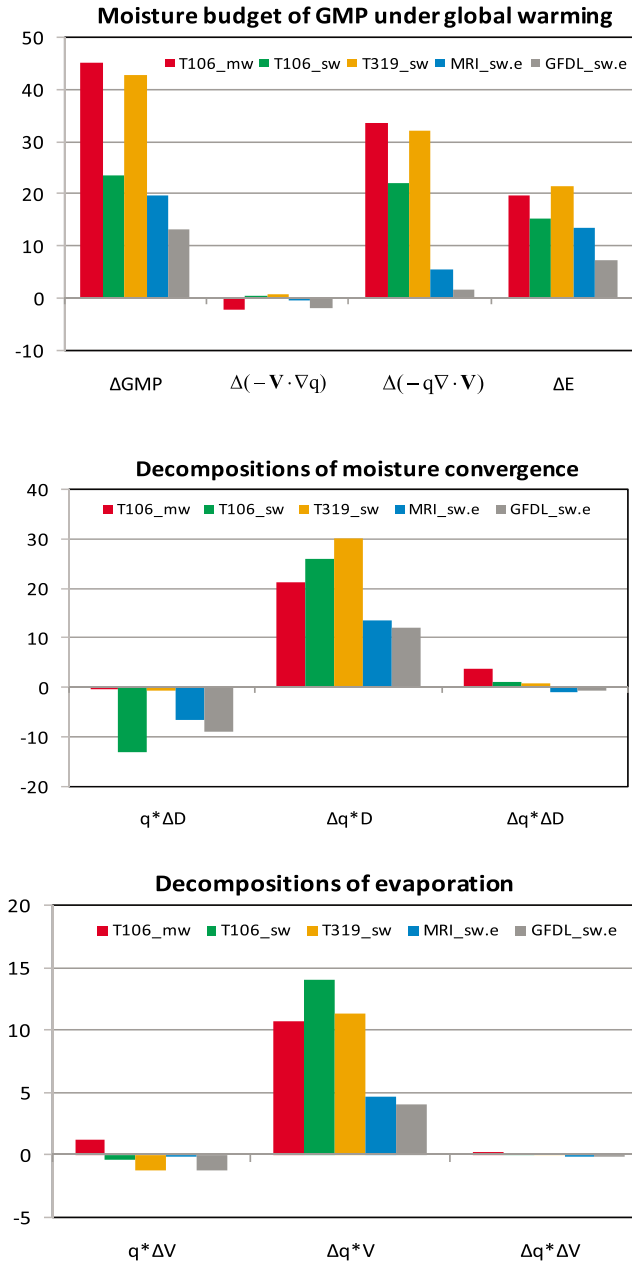 Moisture budget of GMP under global warming
50
T106_mw T106_sw T319_sw MRI_sw.e GFDL_sw.e
40
30
20
10
0
-10
ΔGMP Δ(−V·∇q) Δ(−q∇·V) ΔE
Decompositions of moisture convergence
40
T106_mw T106_sw T319_sw MRI_sw.e GFDL_sw.e
30
20
10
0
-10
-20
q*ΔD Δq*D Δq*ΔD
Decompositions of evaporation
20
T106_mw T106_sw T319_sw MRI_sw.e GFDL_sw.e
15
10
5
0
-5
q*ΔV Δq*V Δq*ΔV